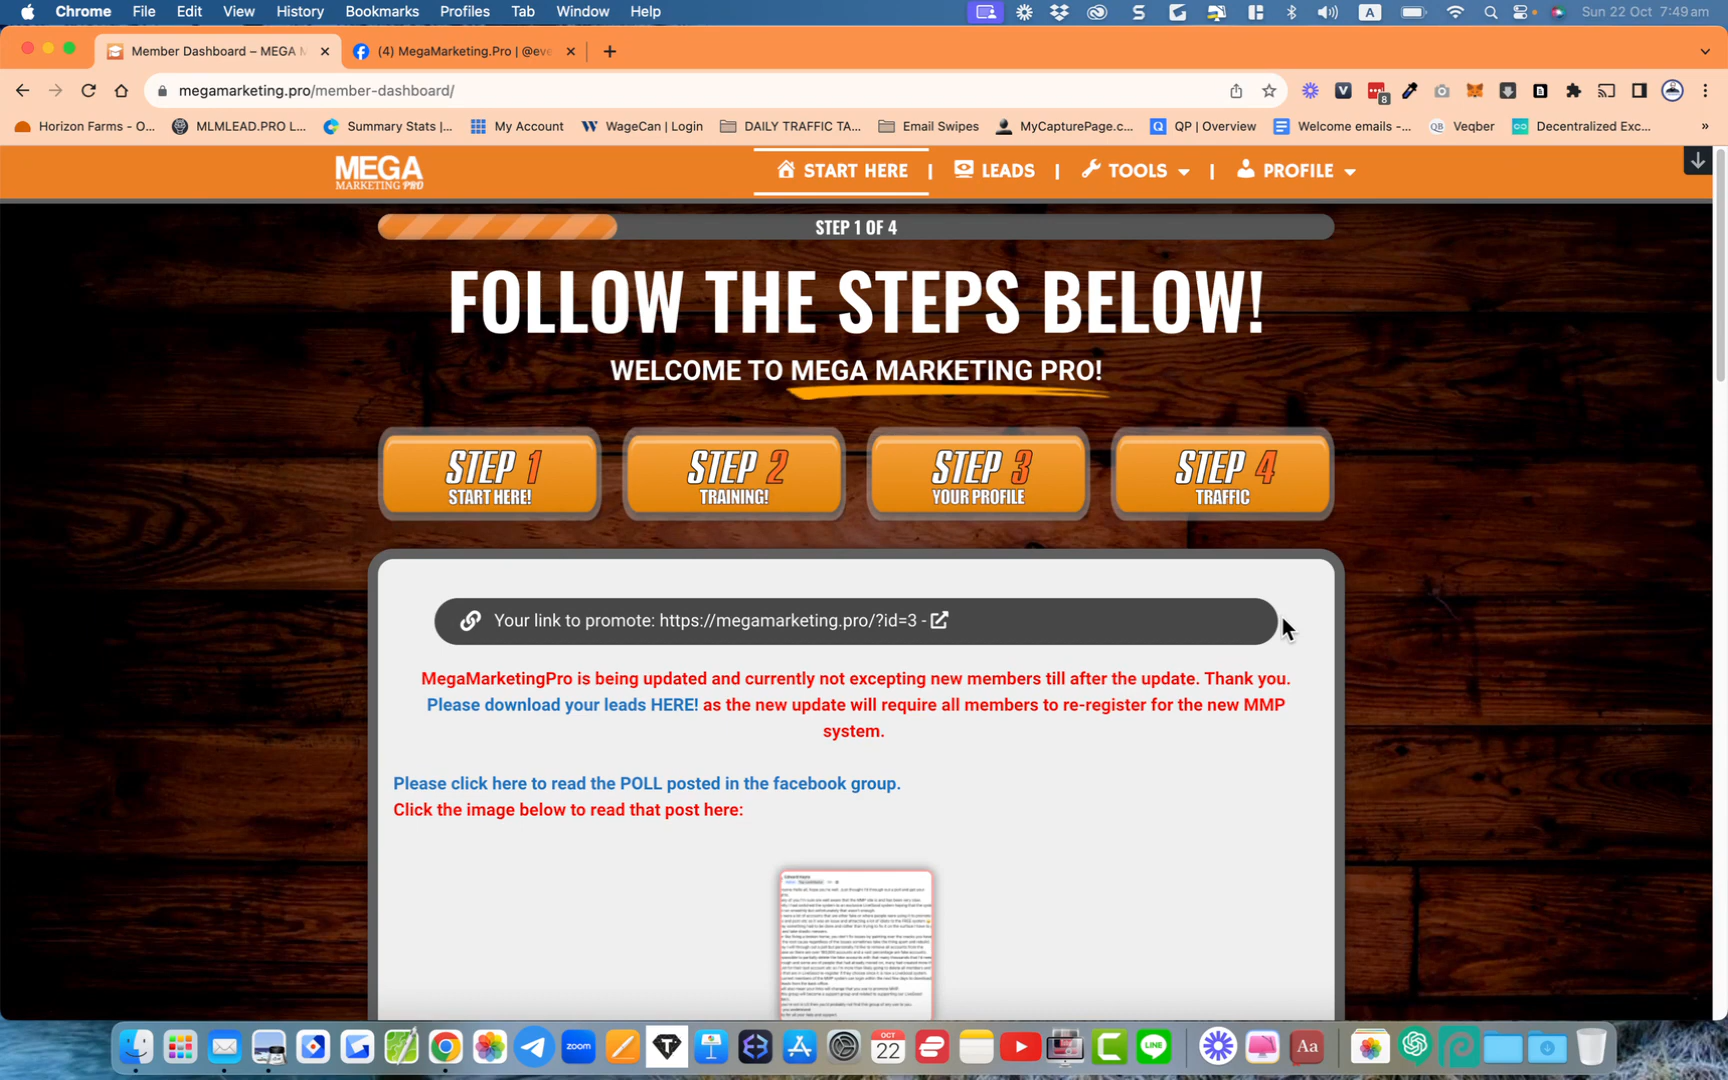 Chrome File Edit View History Bookmarks Profiles Tab Window Help
A
Sun 22 Oct 7:49am
Member Dashboard – MEGA M
(4) MegaMarketing.Pro | @eve
megamarketing.pro/member-dashboard/
8
Horizon Farms - O...
MLMLEAD.PRO L...
Summary Stats |...
My Account
WageCan | Login
DAILY TRAFFIC TA...
Email Swipes
MyCapturePage.c...
QP | Overview
Welcome emails -...
Veqber
Decentralized Exc...
»
MEGA
MARKETING PRO
START HERE | LEADS | TOOLS | PROFILE
STEP 1 OF 4
FOLLOW THE STEPS BELOW!
WELCOME TO MEGA MARKETING PRO!
STEP 1
START HERE!
STEP 2
TRAINING!
STEP 3
YOUR PROFILE
STEP 4
TRAFFIC
Your link to promote: https://megamarketing.pro/?id=3 -
MegaMarketingPro is being updated and currently not excepting new members till after the update. Thank you.
Please download your leads HERE! as the new update will require all members to re-register for the new MMP
system.
Please click here to read the POLL posted in the facebook group.
Click the image below to read that post here:
zoom
OCT
22
Aa